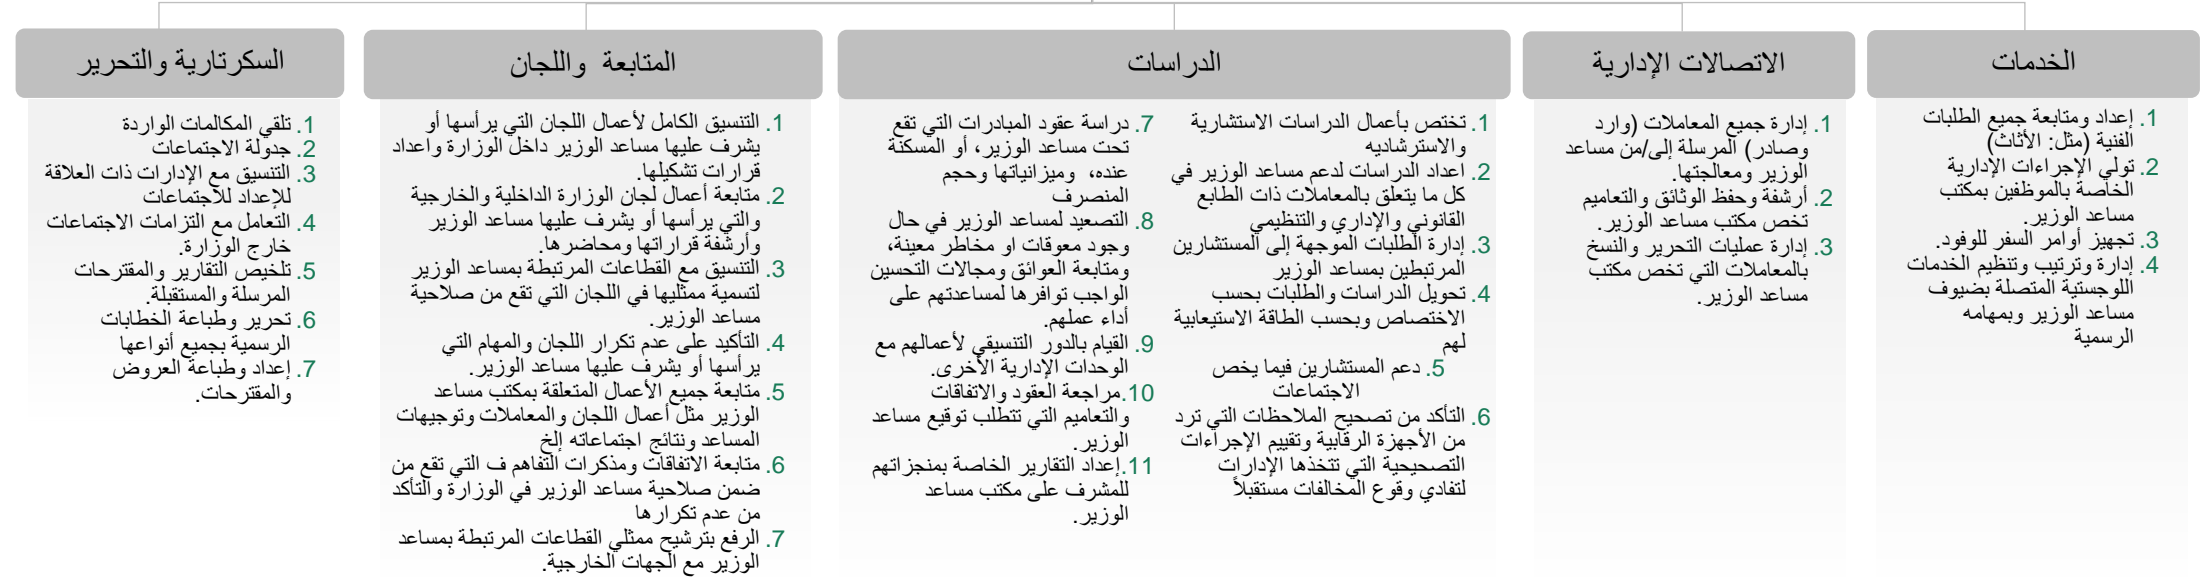 الخدمات
1. إعداد ومتابعة جميع الطلبات
الفنية (مثل: الأثاث)
2. تولي الإجراءات الإدارية
الخاصة بالموظفين بمكتب
مساعد الوزير.
3. تجهيز أوامر السفر للوفود.
4. إدارة وترتيب وتنظيم الخدمات
اللوجستية المتصلة بضيوف
مساعد الوزير وبمهامه
الرسمية
الاتصالات الإدارية
1. إدارة جميع المعاملات (وارد
وصادر) المرسلة إلى/من مساعد
الوزير ومعالجتها.
2. أرشفة وحفظ الوثائق والتعاميم
تخص مكتب مساعد الوزير.
3. إدارة عمليات التحرير والنسخ
بالمعاملات التي تخص مكتب
مساعد الوزير.
الدراسات
1. تختص بأعمال الدراسات الاستشارية
والاسترشاديه
2. اعداد الدراسات لدعم مساعد الوزير في
كل ما يتعلق بالمعاملات ذات الطابع
القانوني والإداري والتنظيمي
3. إدارة الطلبات الموجهة إلى المستشارين
المرتبطين بمساعد الوزير
4. تحويل الدراسات والطلبات بحسب
الاختصاص وبحسب الطاقة الاستيعابية
لهم
5. دعم المستشارين فيما يخص
الاجتماعات
6. التأكد من تصحيح الملاحظات التي ترد
من الأجهزة الرقابية وتقييم الإجراءات
التصحيحية التي تتخذها الإدارات
لتفادي وقوع المخالفات مستقبلاً
7. دراسة عقود المبادرات التي تقع
تحت مساعد الوزير، أو المسكنة
عنده، وميزانياتها وحجم
المنصرف
8. التصعيد لمساعد الوزير في حال
وجود معوقات او مخاطر معينة،
ومتابعة العوائق ومجالات التحسين
الواجب توافرها لمساعدتهم على
أداء عملهم.
9. القيام بالدور التنسيقي لأعمالهم مع
الوحدات الإدارية الأخرى.
10. مراجعة العقود والاتفاقات
والتعاميم التي تتطلب توقيع مساعد
الوزير.
11. إعداد التقارير الخاصة بمنجزاتهم
للمشرف على مكتب مساعد
الوزير.
المتابعة واللجان
1. التنسيق الكامل لأعمال اللجان التي يرأسها أو
يشرف عليها مساعد الوزير داخل الوزارة واعداد
قرارات تشكيلها.
2. متابعة أعمال لجان الوزارة الداخلية والخارجية
والتي يرأسها أو يشرف عليها مساعد الوزير
وأرشفة قراراتها ومحاضرها.
3. التنسيق مع القطاعات المرتبطة بمساعد الوزير
لتسمية ممثليها في اللجان التي تقع من صلاحية
مساعد الوزير.
4. التأكيد على عدم تكرار اللجان والمهام التي
يرأسها أو يشرف عليها مساعد الوزير.
5. متابعة جميع الأعمال المتعلقة بمكتب مساعد
الوزير مثل أعمال اللجان والمعاملات وتوجيهات
المساعد ونتائج اجتماعاته إلخ
6. متابعة الاتفاقات ومذكرات التفاهم ف التي تقع من
ضمن صلاحية مساعد الوزير في الوزارة والتأكد
من عدم تكرارها
7. الرفع بترشيح ممثلي القطاعات المرتبطة بمساعد
الوزير مع الجهات الخارجية.
السكرتارية والتحرير
1. تلقي المكالمات الواردة
2. جدولة الاجتماعات
3. التنسيق مع الإدارات ذات العلاقة
للإعداد للاجتماعات
4. التعامل مع التزامات الاجتماعات
خارج الوزارة.
5. تلخيص التقارير والمقترحات
المرسلة والمستقبلة.
6. تحرير وطباعة الخطابات
الرسمية بجميع أنواعها
7. إعداد وطباعة العروض
والمقترحات.